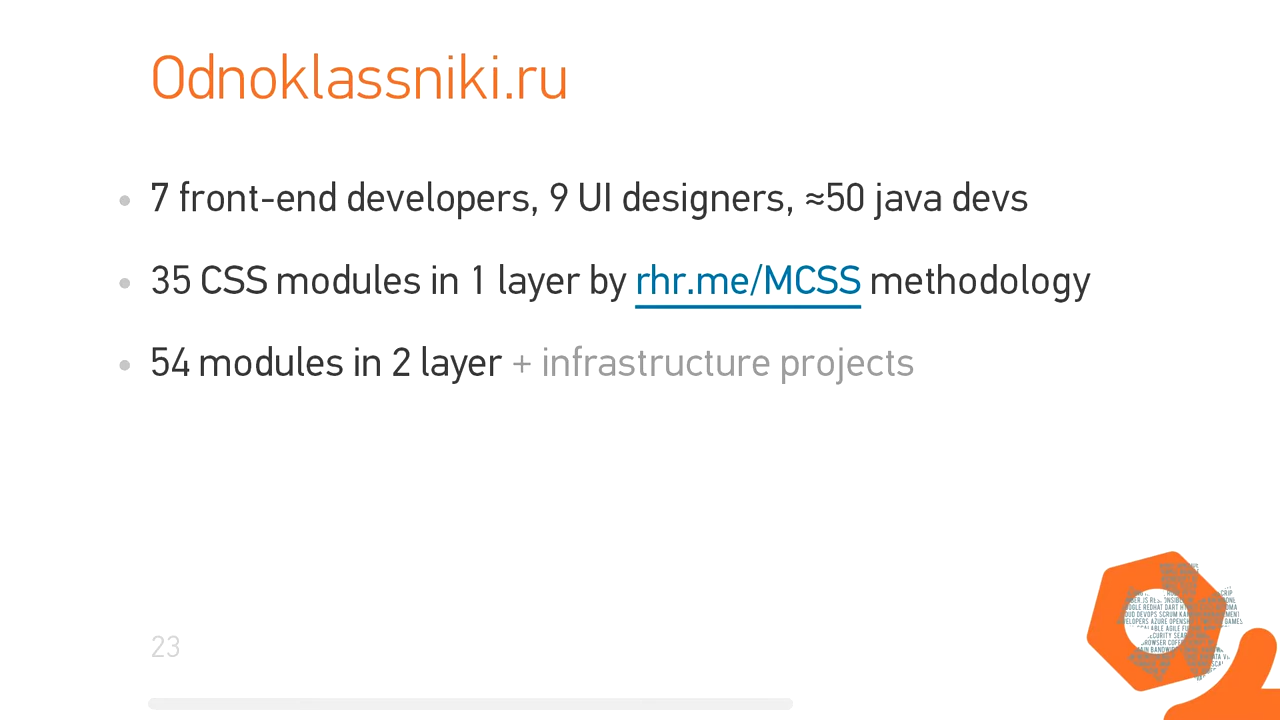 Odnoklassniki.ru
• 7 front-end developers, 9 UI designers, ≈50 java devs
• 35 CSS modules in 1 layer by rhr.me/MCSS methodology
• 54 modules in 2 layer + infrastructure projects
23